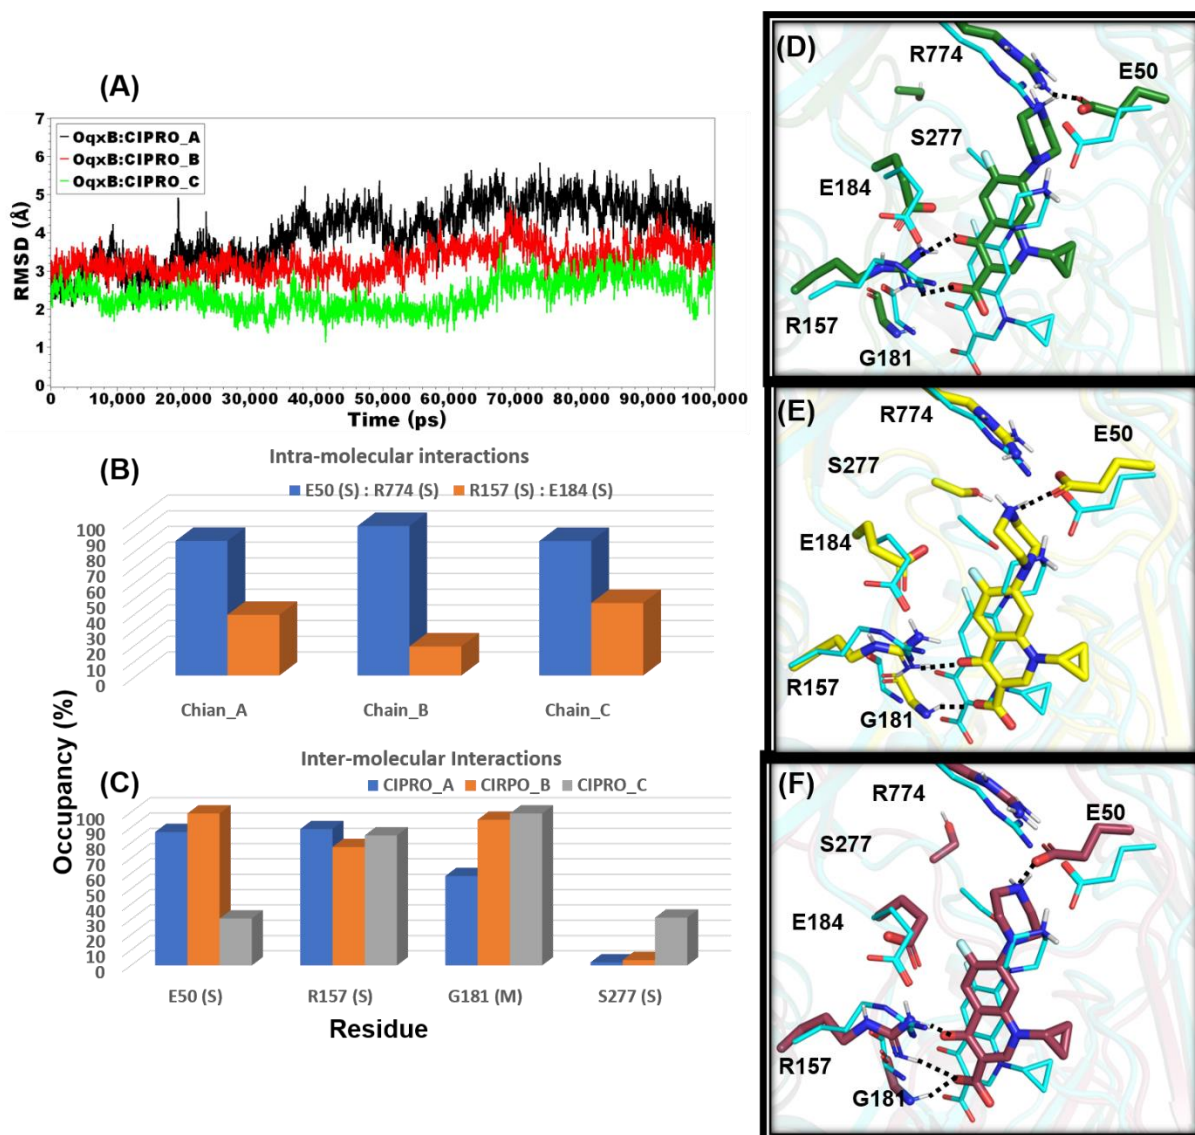 (A)
7
6
5
4
3
2
1
0
RMSD (Å)
OqxB:CIPRO_A
OqxB:CIPRO_B
OqxB:CIPRO_C
0 10,000 20,000 30,000 40,000 50,000 60,000 70,000 80,000 90,000 100,000
Time (ps)
(B)
Intra-molecular interactions
E50 (S) : R774 (S) R157 (S) : E184 (S)
100
90
80
70
60
50
40
30
20
10
0
Chian_A Chain_B Chain_C
Occupancy (%)
(C)
Inter-molecular Interactions
CIPRO_A CIRPO_B CIPRO_C
100
90
80
70
60
50
40
30
20
10
0
E50 (S) R157 (S) G181 (M) S277 (S)
Residue
(D)
R774
E50
S277
E184
R157
G181
(E)
R774
E50
S277
E184
R157
G181
(F)
R774
E50
S277
E184
R157
G181